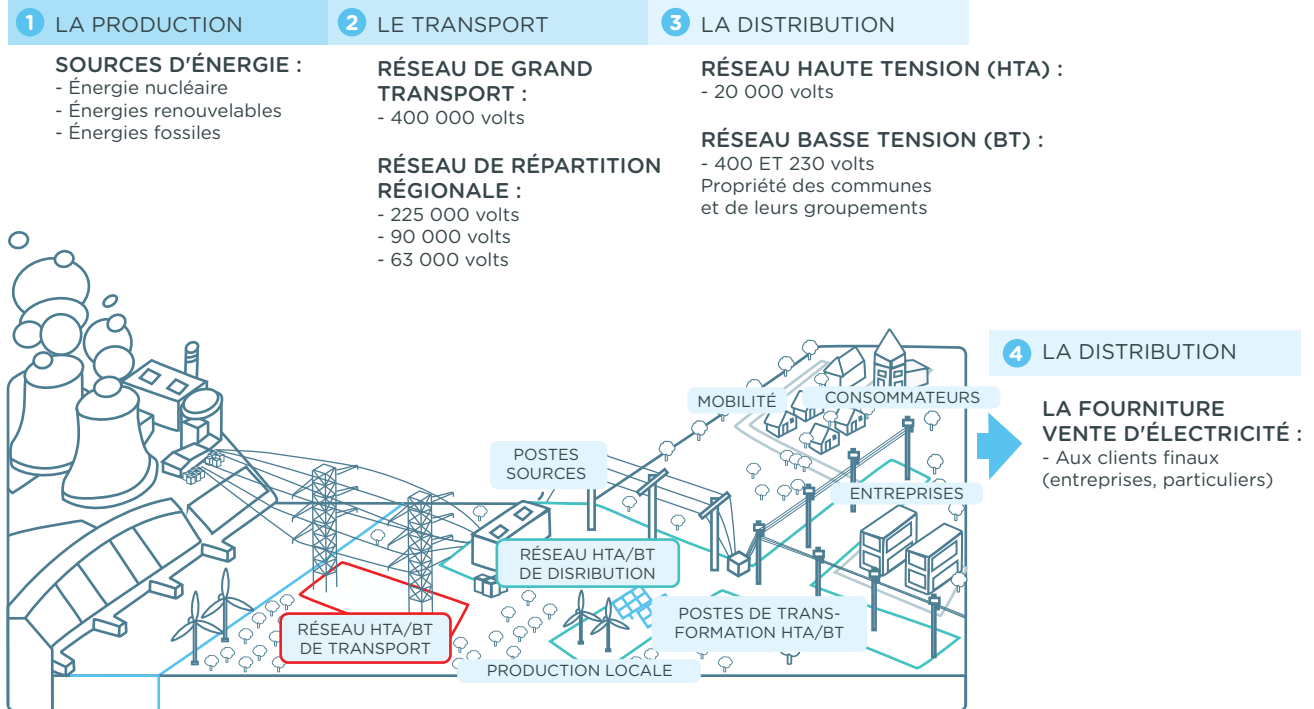 1 LA PRODUCTION
SOURCES D'ÉNERGIE :
- Énergie nucléaire
- Énergies renouvelables
- Énergies fossiles
2 LE TRANSPORT
RÉSEAU DE GRAND
TRANSPORT :
- 400 000 volts
RÉSEAU DE RÉPARTITION
RÉGIONALE :
- 225 000 volts
- 90 000 volts
- 63 000 volts
3 LA DISTRIBUTION
RÉSEAU HAUTE TENSION (HTA) :
- 20 000 volts
RÉSEAU BASSE TENSION (BT) :
- 400 ET 230 volts
Propriété des communes
et de leurs groupements
4 LA DISTRIBUTION
LA FOURNITURE
VENTE D'ÉLECTRICITÉ :
- Aux clients finaux
(entreprises, particuliers)
MOBILITÉ
CONSOMMATEURS
POSTES
SOURCES
ENTREPRISES
RÉSEAU HTA/BT
DE DISRIBUTION
POSTES DE TRANS-
FORMATION HTA/BT
RÉSEAU HTA/BT
DE TRANSPORT
PRODUCTION LOCALE